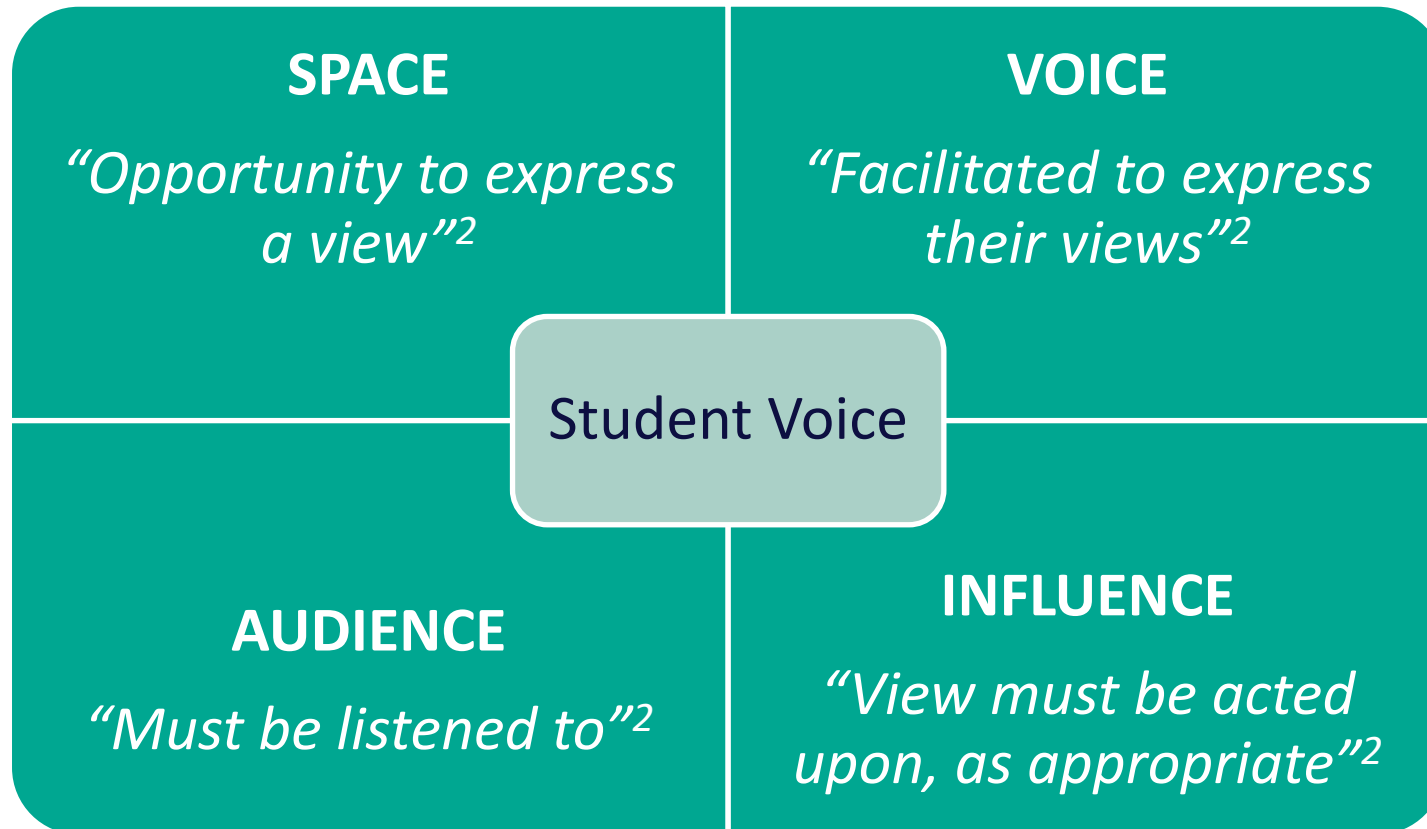 SPACE
“Opportunity to express
a view”2
VOICE
“Facilitated to express
their views”2
Student Voice
AUDIENCE
“Must be listened to”2
INFLUENCE
“View must be acted
upon, as appropriate”2